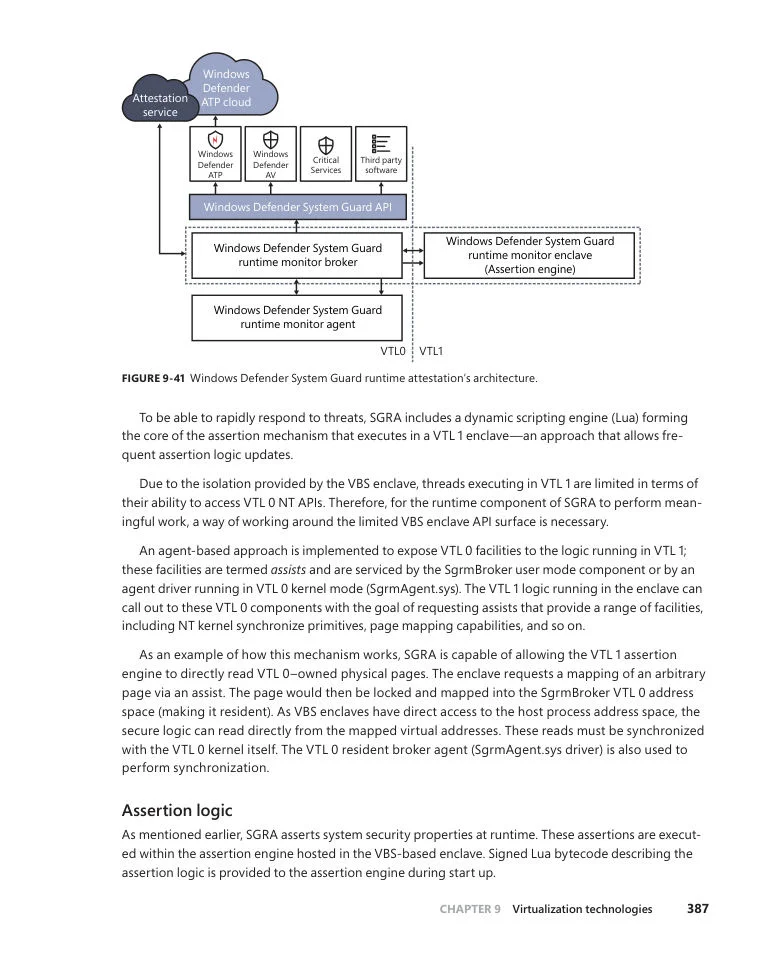 Windows
Defender
ATP cloud
Attestation
service
Windows
Defender
ATP
Windows
Defender
AV
Critical
Services
Third party
software
Windows Defender System Guard API
Windows Defender System Guard
runtime monitor broker
Windows Defender System Guard
runtime monitor enclave
(Assertion engine)
Windows Defender System Guard
runtime monitor agent
VTL0 VTL1
FIGURE 9-41 Windows Defender System Guard runtime attestation's architecture.
To be able to rapidly respond to threats, SGRA includes a dynamic scripting engine (Lua) forming
the core of the assertion mechanism that executes in a VTL 1 enclave—an approach that allows fre-
quent assertion logic updates.
Due to the isolation provided by the VBS enclave, threads executing in VTL 1 are limited in terms of
their ability to access VTL 0 NT APIs. Therefore, for the runtime component of SGRA to perform mean-
ingful work, a way of working around the limited VBS enclave API surface is necessary.
An agent-based approach is implemented to expose VTL 0 facilities to the logic running in VTL 1;
these facilities are termed assists and are serviced by the SgrmBroker user mode component or by an
agent driver running in VTL 0 kernel mode (SgrmAgent.sys). The VTL 1 logic running in the enclave can
call out to these VTL 0 components with the goal of requesting assists that provide a range of facilities,
including NT kernel synchronize primitives, page mapping capabilities, and so on.
As an example of how this mechanism works, SGRA is capable of allowing the VTL 1 assertion
engine to directly read VTL 0–owned physical pages. The enclave requests a mapping of an arbitrary
page via an assist. The page would then be locked and mapped into the SgrmBroker VTL 0 address
space (making it resident). As VBS enclaves have direct access to the host process address space, the
secure logic can read directly from the mapped virtual addresses. These reads must be synchronized
with the VTL 0 kernel itself. The VTL 0 resident broker agent (SgrmAgent.sys driver) is also used to
perform synchronization.
Assertion logic
As mentioned earlier, SGRA asserts system security properties at runtime. These assertions are execut-
ed within the assertion engine hosted in the VBS-based enclave. Signed Lua bytecode describing the
assertion logic is provided to the assertion engine during start up.
CHAPTER 9 Virtualization technologies 387